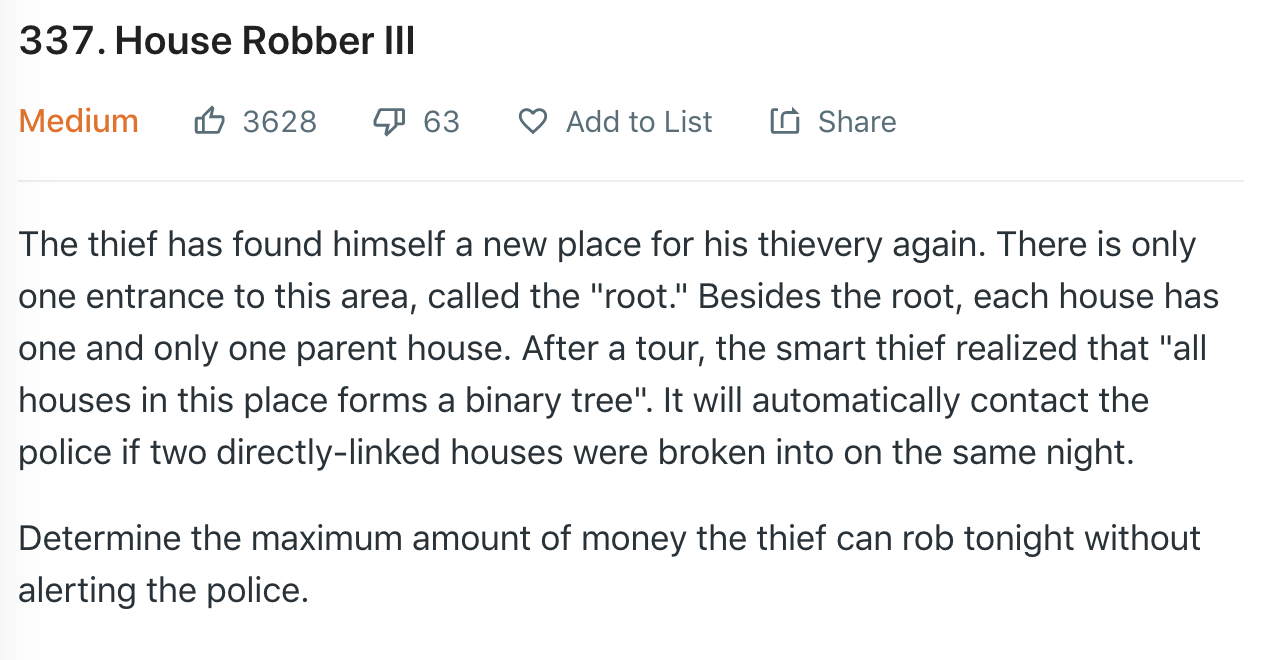 337. House Robber III
Medium 3628 63 Add to List Share
The thief has found himself a new place for his thievery again. There is only
one entrance to this area, called the "root." Besides the root, each house has
one and only one parent house. After a tour, the smart thief realized that "all
houses in this place forms a binary tree". It will automatically contact the
police if two directly-linked houses were broken into on the same night.
Determine the maximum amount of money the thief can rob tonight without
alerting the police.